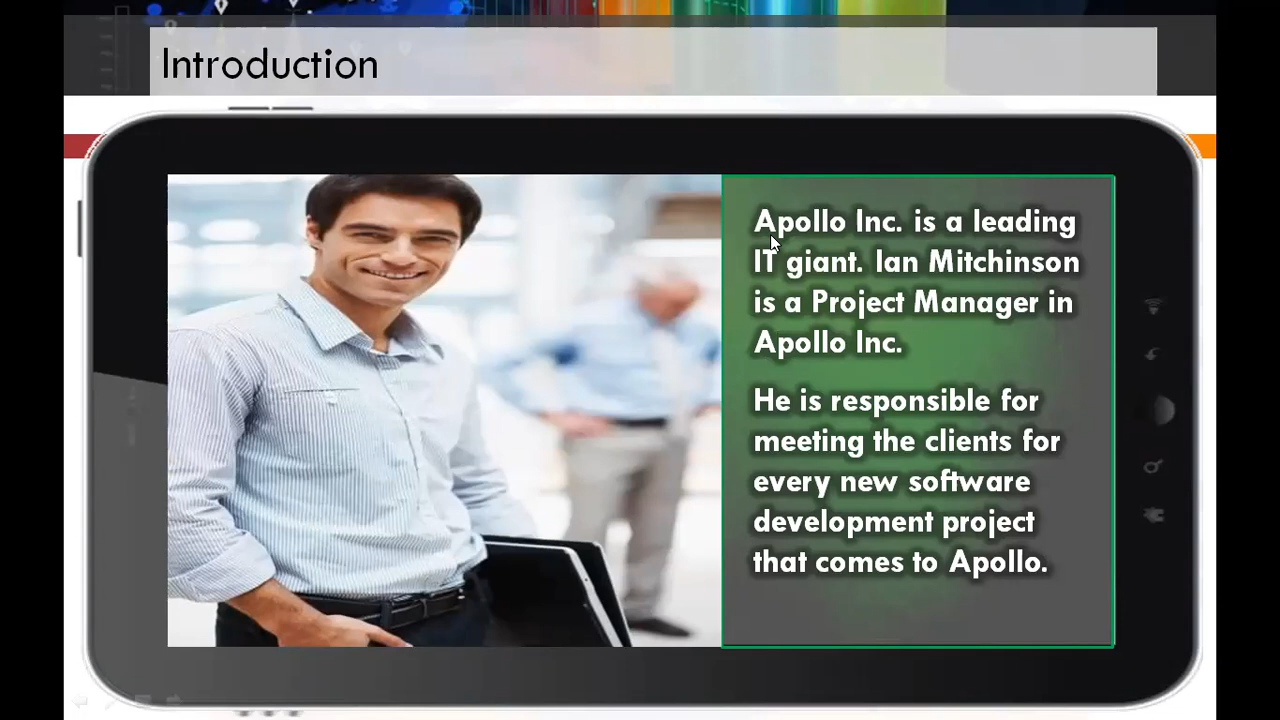 Introduction
Apollo Inc. is a leading
IT giant. Ian Mitchinson
is a Project Manager in
Apollo Inc.
He is responsible for
meeting the clients for
every new software
development project
that comes to Apollo.